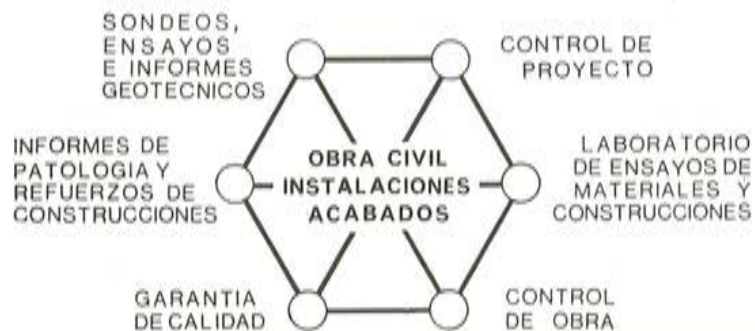 SONDEOS,
ENSAYOS
E INFORMES
GEOTECNICOS
CONTROL DE
PROYECTO
INFORMES DE
PATOLOGIA Y
REFUERZOS DE
CONSTRUCCIONES
OBRA CIVIL
INSTALACIONES
ACABADOS
LABORATORIO
DE ENSAYOS DE
MATERIALES Y
CONSTRUCCIONES
GARANTIA
DE CALIDAD
CONTROL
DE OBRA